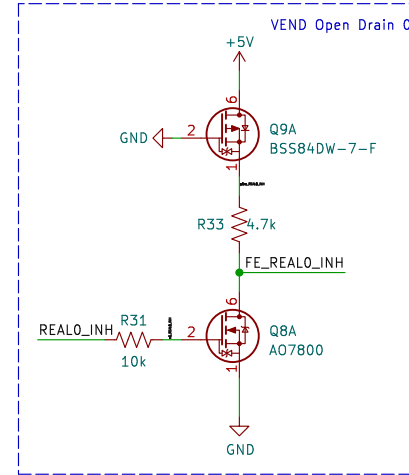 VEND Open Drain O
+5V
6
Q9A
GND
2
BSS84DW-7-F
1
R33
4.7k
FE_REAL0_INH
6
R31
REAL0_INH
2
Q8A
10k
AO7800
1
GND